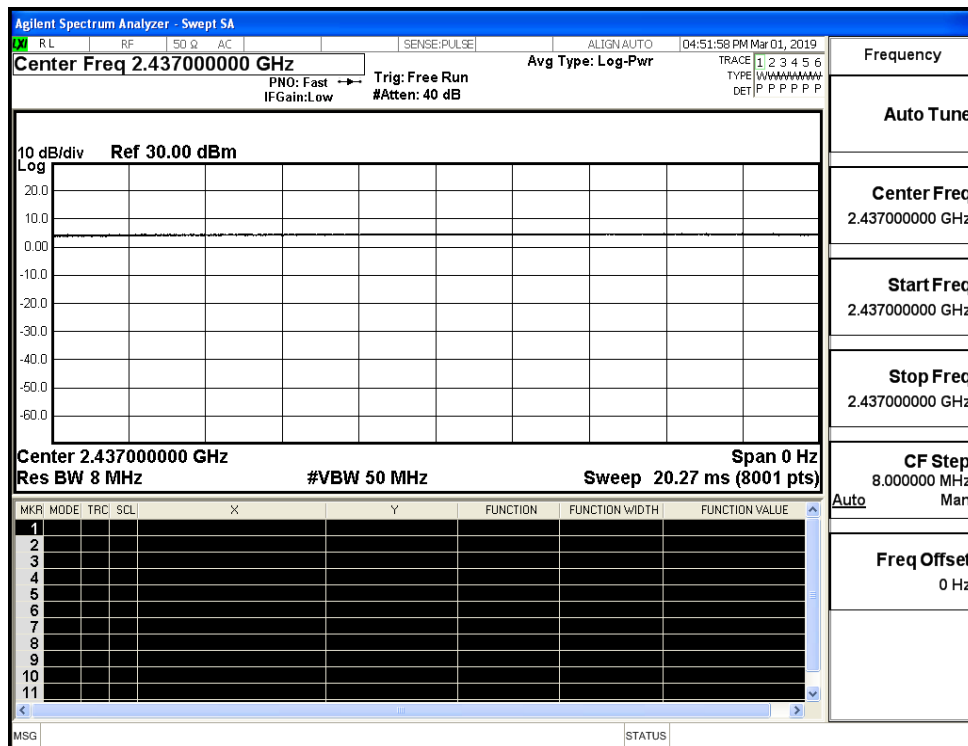 Agilent Spectrum Analyzer - Swept SA
LXI RL RF 50 Ω AC SENSE:PULSE ALIGN AUTO 04:51:58 PM Mar 01, 2019
Center Freq 2.437000000 GHz
PNO: Fast
IFGain:Low
Trig: Free Run
#Atten: 40 dB
Avg Type: Log-Pwr
TRACE 1 2 3 4 5 6
TYPE WWWWWW
DET P P P P P P
10 dB/div Ref 30.00 dBm
Log
20.0
10.0
0.00
-10.0
-20.0
-30.0
-40.0
-50.0
-60.0
Center 2.437000000 GHz Span 0 Hz
Res BW 8 MHz #VBW 50 MHz Sweep 20.27 ms (8001 pts)
MKR MODE TRC SCL X Y FUNCTION FUNCTION WIDTH FUNCTION VALUE
1
2
3
4
5
6
7
8
9
10
11
MSG STATUS
Frequency
Auto Tune
Center Freq
2.437000000 GHz
Start Freq
2.437000000 GHz
Stop Freq
2.437000000 GHz
CF Step
8.000000 MHz
Auto Man
Freq Offset
0 Hz